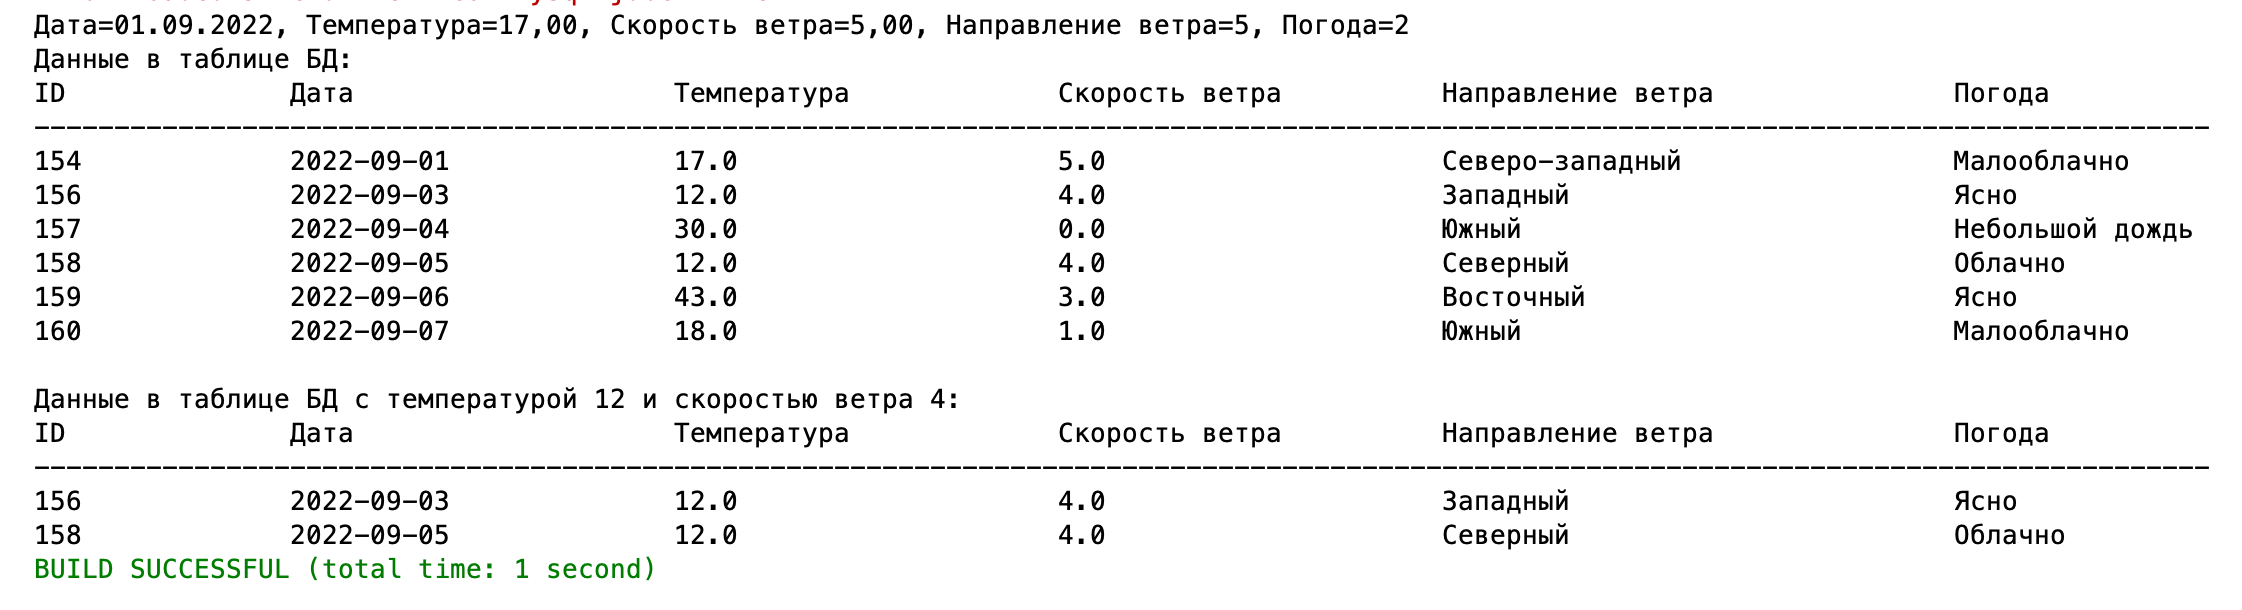 Дата=01.09.2022, Температура=17,00, Скорость ветра=5,00, Направление ветра=5, Погода=2
Данные в таблице БД:
ID Дата Температура Скорость ветра Направление ветра Погода
---------------------------------------------------------------------------------------------------------------------------------------------------
154 2022-09-01 17.0 5.0 Северо-западный Малооблачно
156 2022-09-03 12.0 4.0 Западный Ясно
157 2022-09-04 30.0 0.0 Южный Небольшой дождь
158 2022-09-05 12.0 4.0 Северный Облачно
159 2022-09-06 43.0 3.0 Восточный Ясно
160 2022-09-07 18.0 1.0 Южный Малооблачно
Данные в таблице БД с температурой 12 и скоростью ветра 4:
ID Дата Температура Скорость ветра Направление ветра Погода
---------------------------------------------------------------------------------------------------------------------------------------------------
156 2022-09-03 12.0 4.0 Западный Ясно
158 2022-09-05 12.0 4.0 Северный Облачно
BUILD SUCCESSFUL (total time: 1 second)